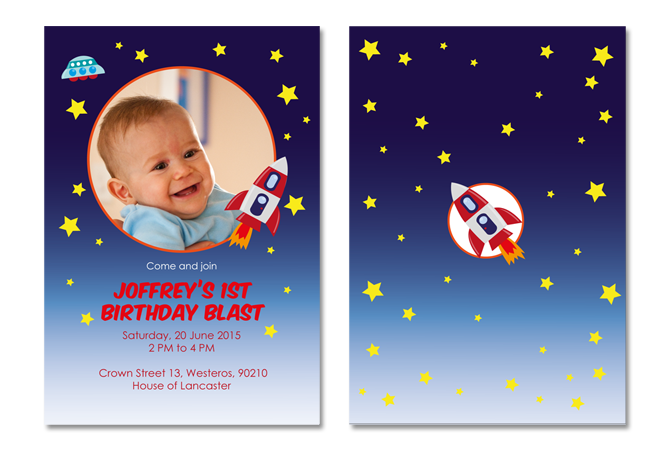 Come and join
JOFFREY'S 1ST
BIRTHDAY BLAST
Saturday, 20 June 2015
2 PM to 4 PM
Crown Street 13, Westeros, 90210
House of Lancaster